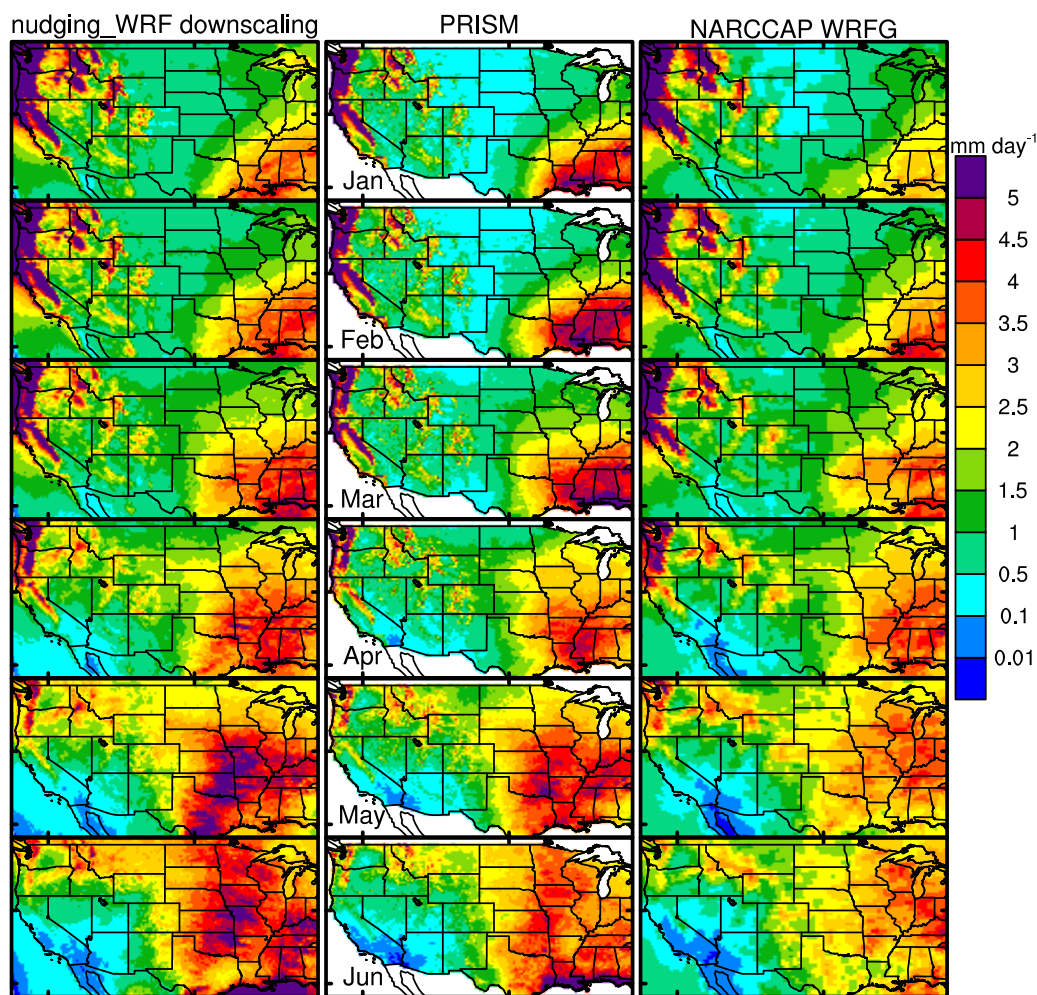 nudging_WRF downscaling
PRISM
NARCCAP WRFG
Jan
Feb
Mar
Apr
May
Jun
mm day-1
5
4.5
4
3.5
3
2.5
2
1.5
1
0.5
0.1
0.01